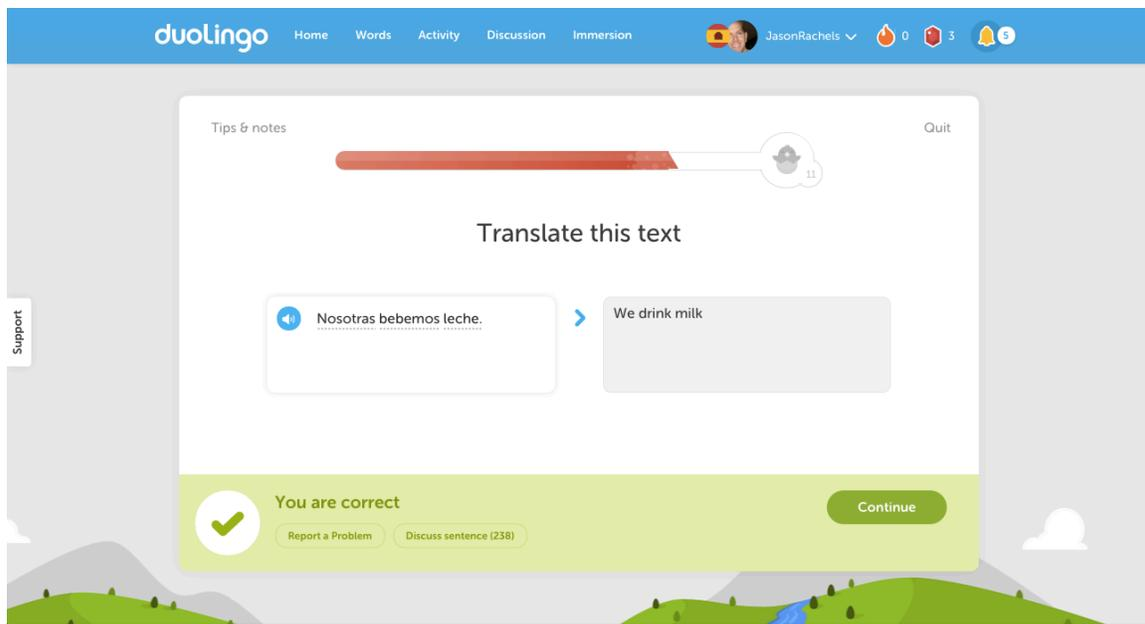 duolingo Home Words Activity Discussion Immersion JasonRachels 0 3 5
Tips & notes Quit
11
Translate this text
Nosotras bebemos leche. We drink milk
Support
You are correct
Continue
Report a Problem Discuss sentence (238)